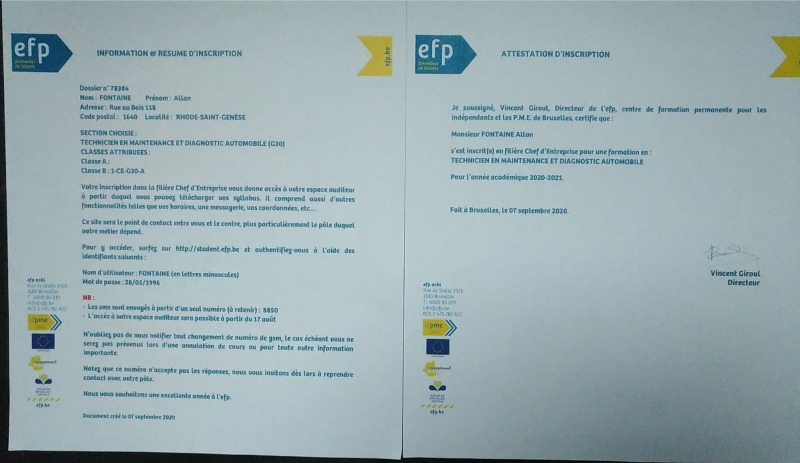 efp
INFORMATION & RESUME D'INSCRIPTION
efp.be
Dossier n° 78384
Nom : FONTAINE Prénom : Allan
Adresse : Rue au Bois 118
Code postal : 1640 Localité : RHODE-SAINT-GENÈSE
SECTION CHOISIE :
TECHNICIEN EN MAINTENANCE ET DIAGNOSTIC AUTOMOBILE (G30)
CLASSES ATTRIBUEES :
Classe A :
Classe B : 1-CE-G30-A
Votre inscription dans la filière Chef d'Entreprise vous donne accès à votre espace auditeur
à partir duquel vous pouvez télécharger vos syllabus. Il comprend aussi d'autres
fonctionnalités telles que vos horaires, une messagerie, vos coordonnées, etc...
Ce site sera le point de contact entre vous et le centre, plus particulièrement le pôle duquel
votre métier dépend.
Pour y accéder, surfez sur http://student.efp.be et authentifiez-vous à l'aide des
identifiants suivants :
Nom d'utilisateur : FONTAINE (en lettres minuscules)
Mot de passe : 28/05/1996
NB :
- Les sms sont envoyés à partir d'un seul numéro (à retenir) : 8850
- L'accès à votre espace auditeur sera possible à partir du 17 août
N'oubliez pas de nous notifier tout changement de numéro de gsm, le cas échéant vous ne
serez pas prévenus lors d'une annulation de cours ou pour toute autre information
importante.
Notez que ce numéro n'accepte pas les réponses, nous vous invitons dès lors à reprendre
contact avec votre pôle.
Nous vous souhaitons une excellente année à l'efp.
Document créé le 07 septembre 2020
efp asbl
Rue de Stalle 292b
1180 Bruxelles
pme
efp.be
efp
ATTESTATION D'INSCRIPTION
Je soussigné, Vincent Giroul, Directeur de l'efp, centre de formation permanente pour les
indépendants et les P.M.E. de Bruxelles, certifie que :
Monsieur FONTAINE Allan
s'est inscrit(e) en filière Chef d'Entreprise pour une formation en :
TECHNICIEN EN MAINTENANCE ET DIAGNOSTIC AUTOMOBILE
Pour l'année académique 2020-2021.
Fait à Bruxelles, le 07 septembre 2020.
Vincent Giroul
Directeur
efp asbl
Rue de Stalle 292b
1180 Bruxelles
pme
efp.be